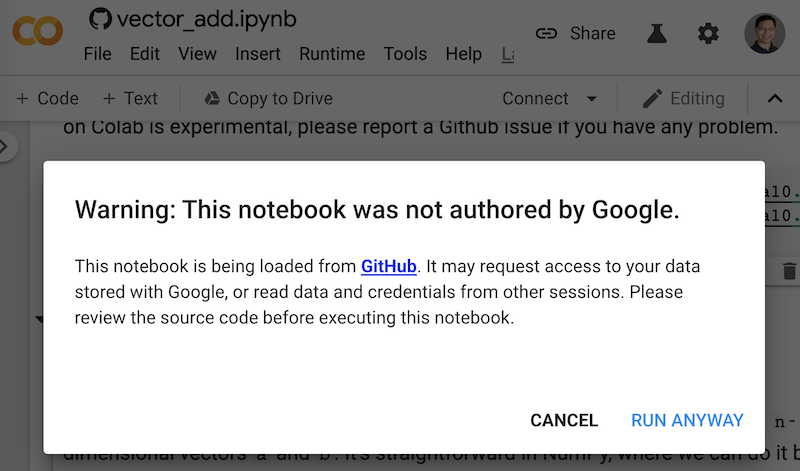 vector_add.ipynb
Share
File Edit View Insert Runtime Tools Help La
+ Code + Text Copy to Drive Connect Editing
on Colab is experimental, please report a Github issue if you have any problem.
al0.
al0.
Warning: This notebook was not authored by Google.
This notebook is being loaded from GitHub. It may request access to your data
stored with Google, or read data and credentials from other sessions. Please
review the source code before executing this notebook.
CANCEL RUN ANYWAY
n-
dimensional vectors a and b. It's straightforward in NumPy, where we can do it b